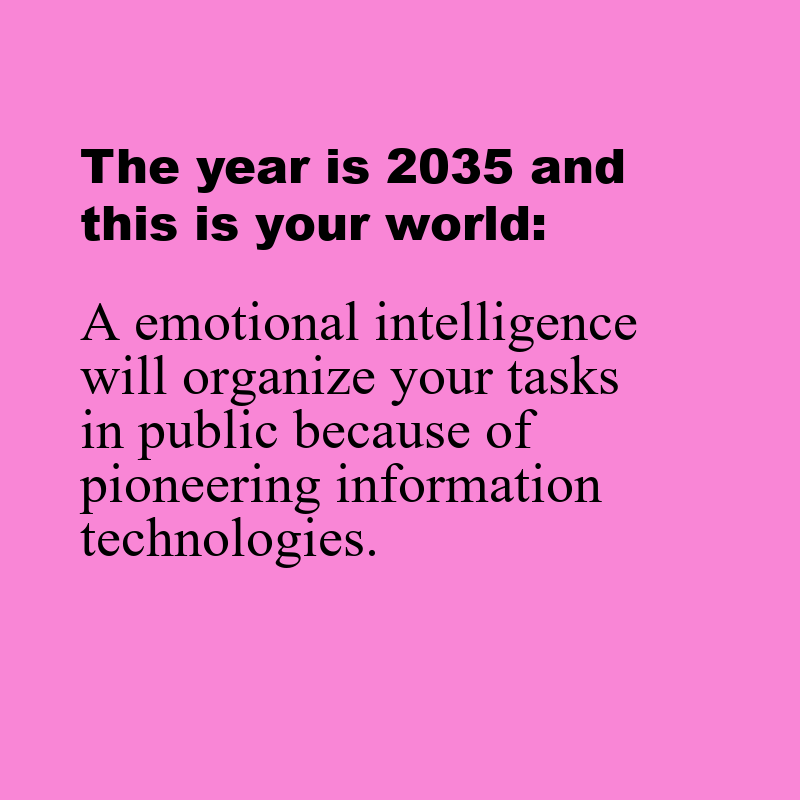 The year is 2035 and
this is your world:
A emotional intelligence
will organize your tasks
in public because of
pioneering information
technologies.